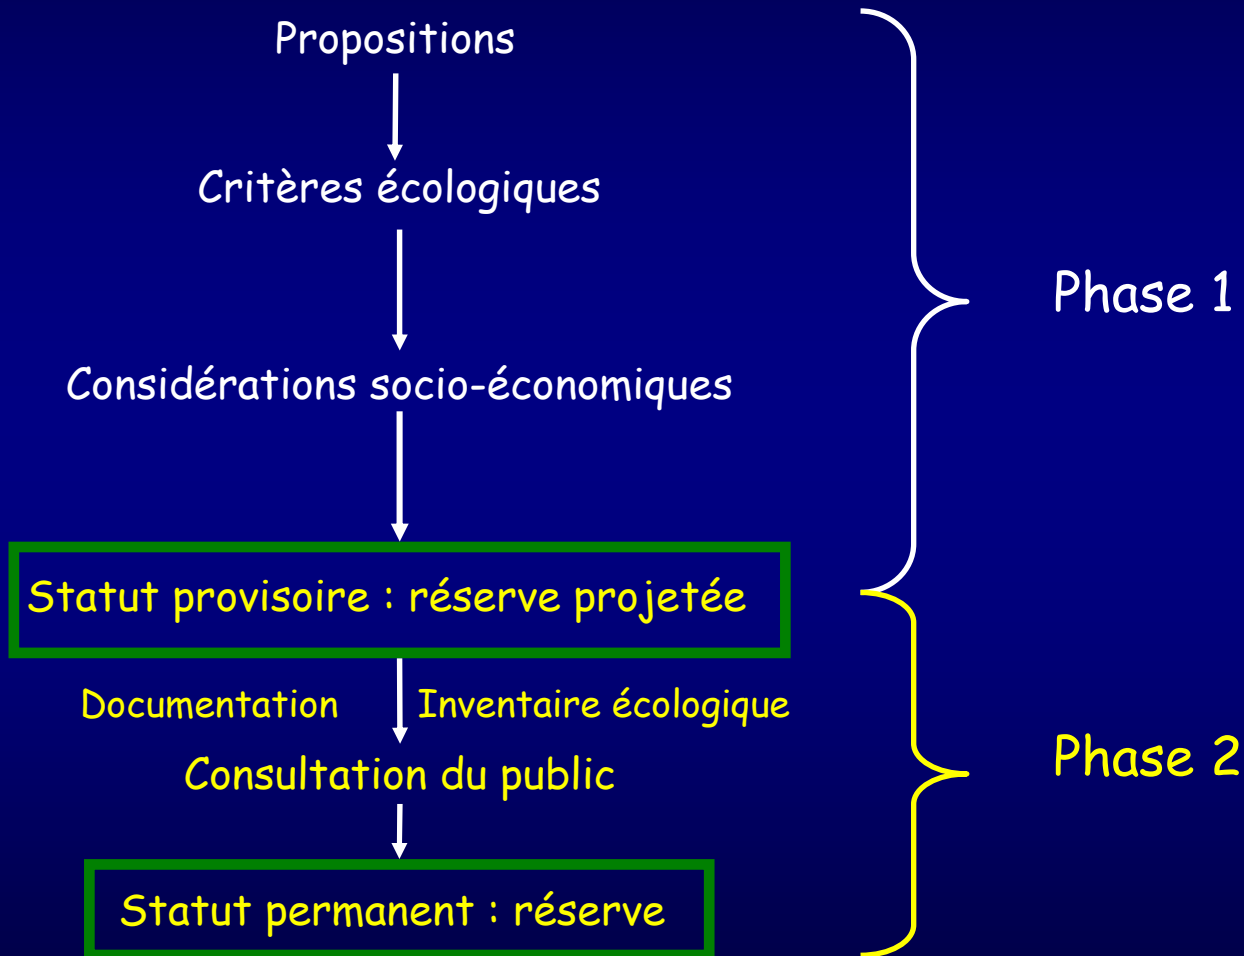 Propositions
Critères écologiques
Considérations socio-économiques
Phase 1
Statut provisoire : réserve projetée
Documentation
Inventaire écologique
Consultation du public
Phase 2
Statut permanent : réserve